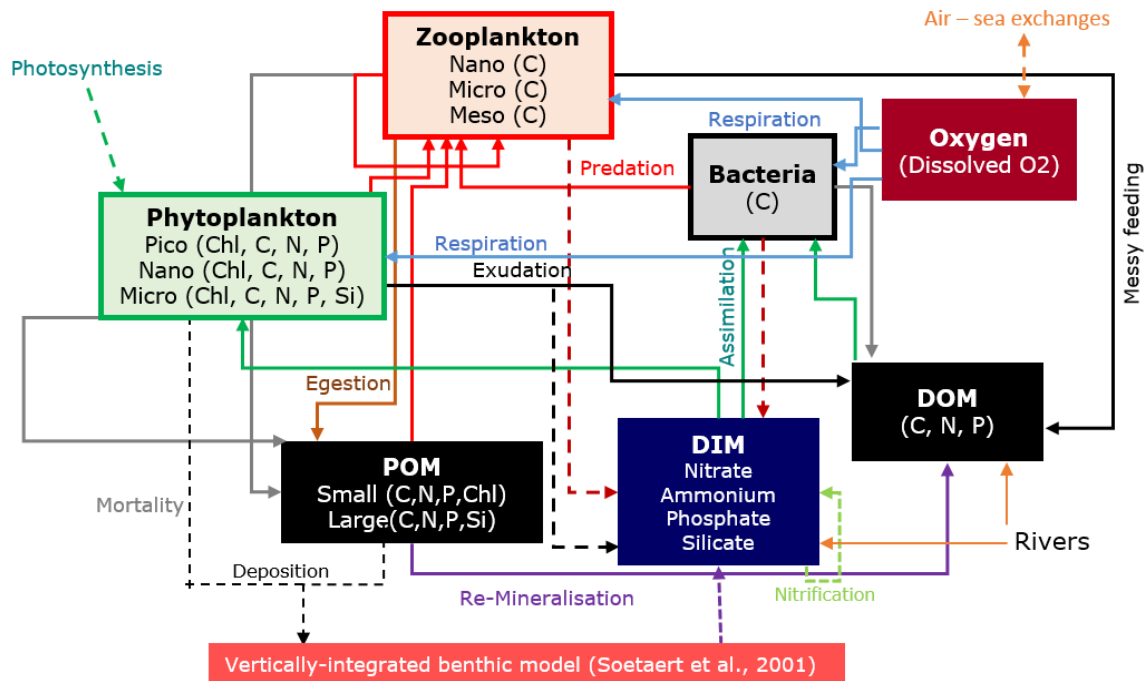 Air – sea exchanges
Photosynthesis
Zooplankton
Nano (C)
Micro (C)
Meso (C)
Respiration
Oxygen
(Dissolved O2)
Predation
Bacteria
(C)
Messy feeding
Phytoplankton
Pico (Chl, C, N, P)
Nano (Chl, C, N, P)
Micro (Chl, C, N, P, Si)
Respiration
Exudation
Assimilation
Egestion
DOM
(C, N, P)
POM
Small (C,N,P,Chl)
Large(C,N,P,Si)
DIM
Nitrate
Ammonium
Phosphate
Silicate
Mortality
Rivers
Deposition
Re-Mineralisation
Nitrification
Vertically-integrated benthic model (Soetaert et al., 2001)